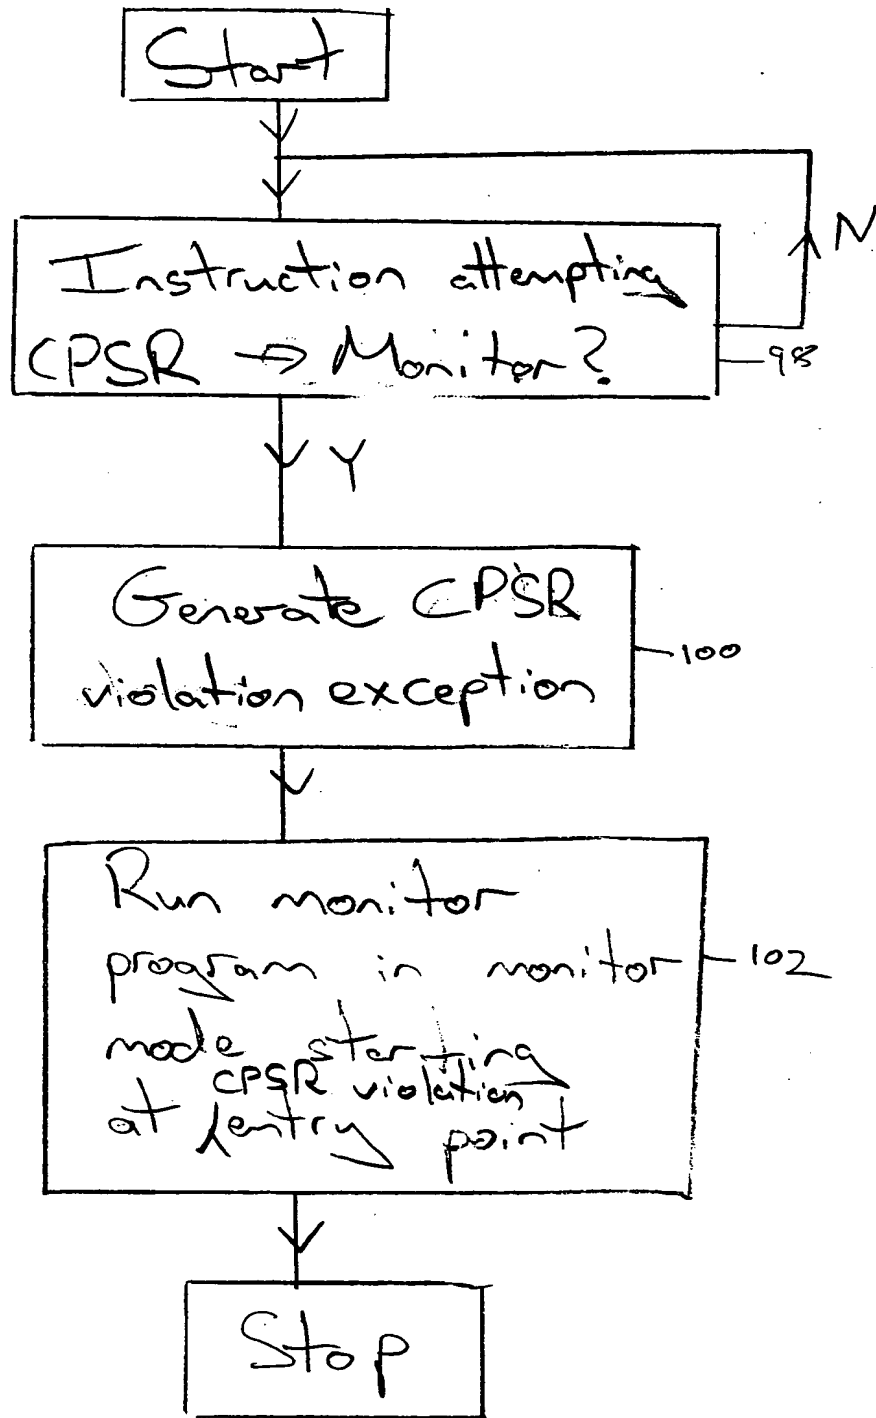 Start
N
Instruction attempting
CPSR → Monitor?
98
Y
Generate CPSR
violation exception
100
Run monitor
program in monitor
102
mode starting
CPSR violation
at entry point
Stop